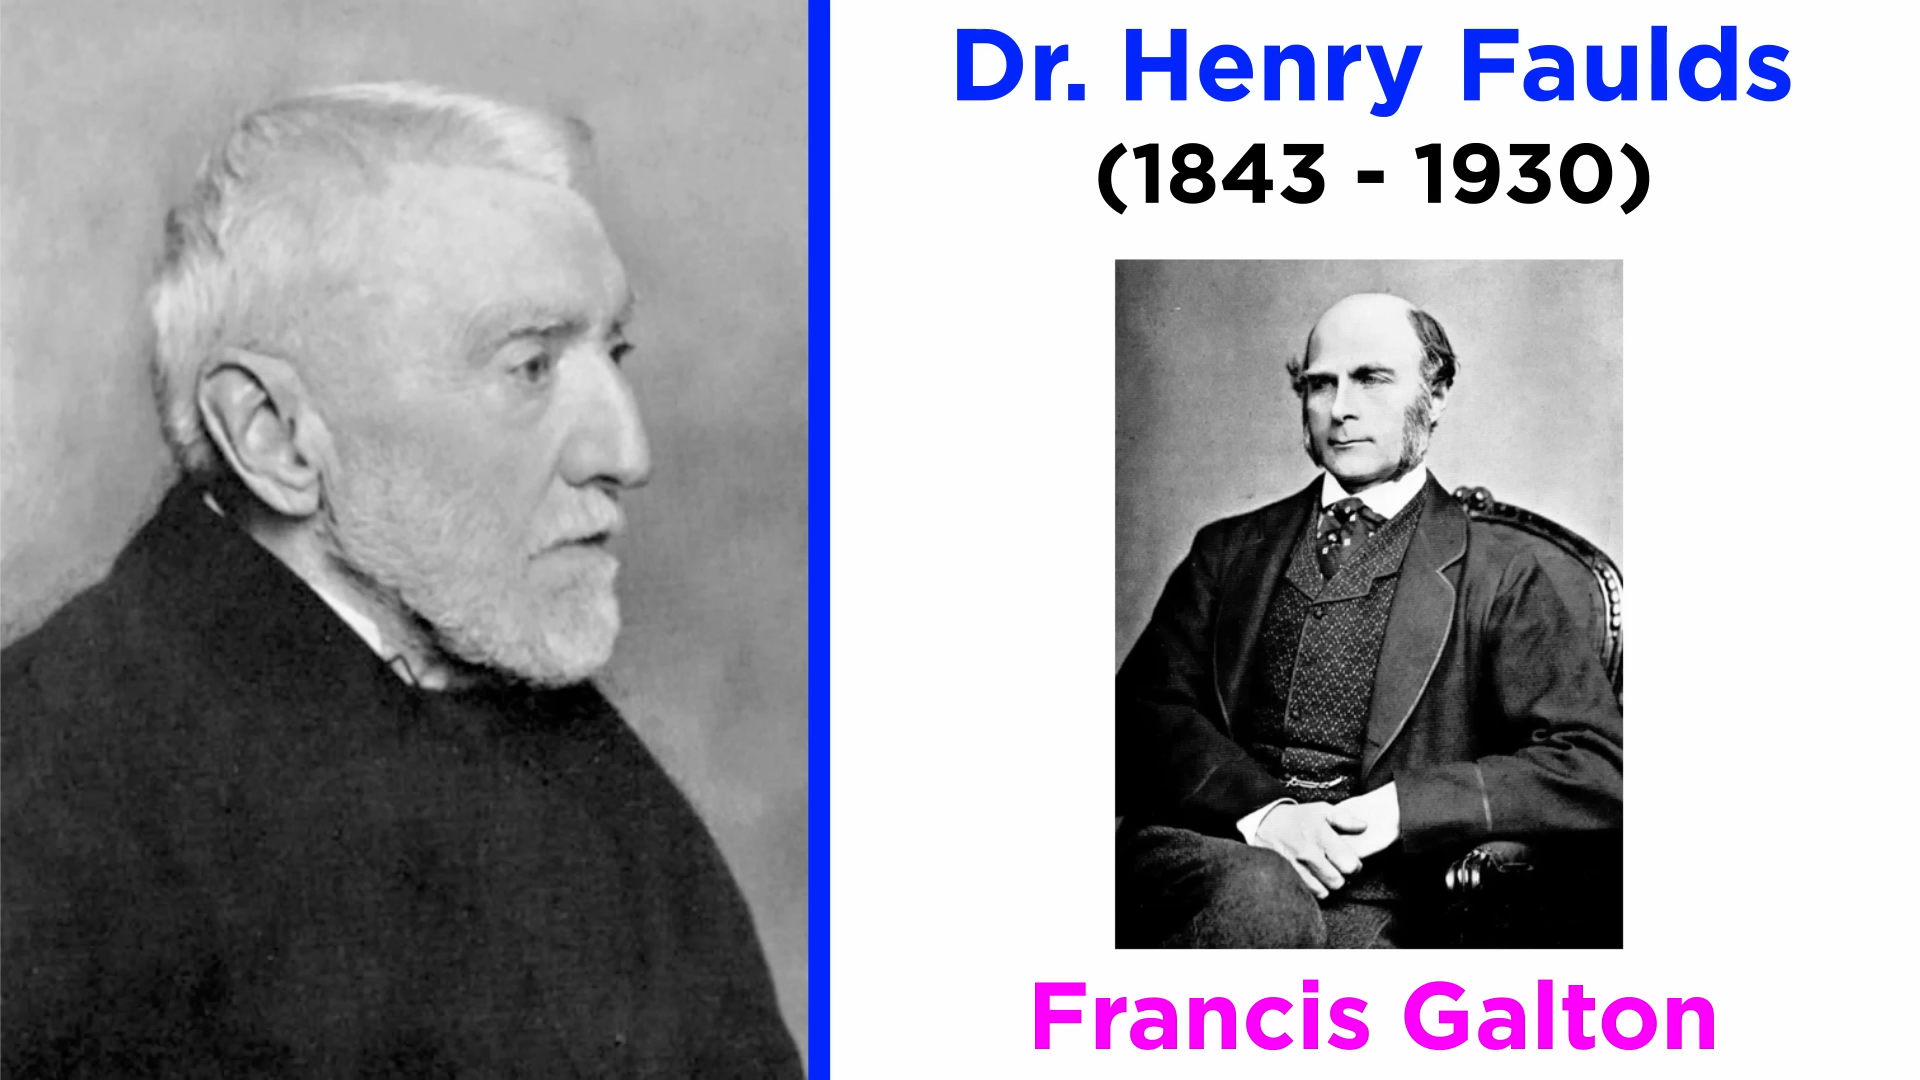 Dr. Henry Faulds
(1843 - 1930)
Francis Galton